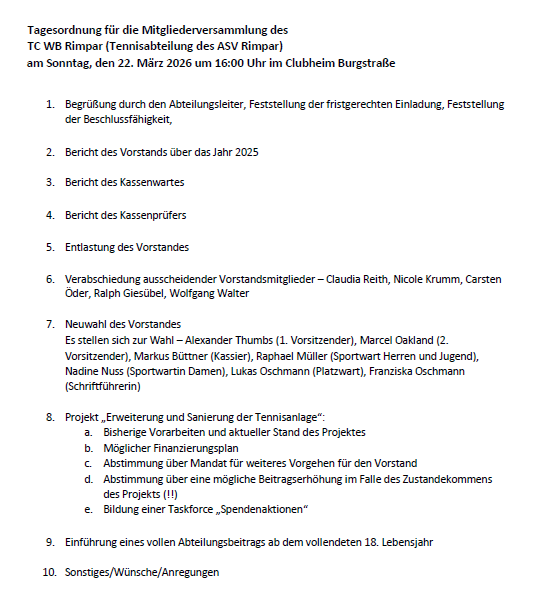 Tagesordnung für die Mitgliederversammlung des
TC WB Rimpar (Tennisabteilung des ASV Rimpar)
am Sonntag, den 22. März 2026 um 16:00 Uhr im Clubheim Burgstraße
1. Begrüßung durch den Abteilungsleiter, Feststellung der fristgerechten Einladung, Feststellung
der Beschlussfähigkeit,
2. Bericht des Vorstands über das Jahr 2025
3. Bericht des Kassenwartes
4. Bericht des Kassenprüfers
5. Entlastung des Vorstandes
6. Verabschiedung ausscheidender Vorstandsmitglieder – Claudia Reith, Nicole Krumm, Carsten
Öder, Ralph Giesübel, Wolfgang Walter
7. Neuwahl des Vorstandes
Es stellen sich zur Wahl – Alexander Thumbs (1. Vorsitzender), Marcel Oakland (2.
Vorsitzender), Markus Büttner (Kassier), Raphael Müller (Sportwart Herren und Jugend),
Nadine Nuss (Sportwartin Damen), Lukas Oschmann (Platzwart), Franziska Oschmann
(Schriftführerin)
8. Projekt „Erweiterung und Sanierung der Tennisanlage“:
a. Bisherige Vorarbeiten und aktueller Stand des Projektes
b. Möglicher Finanzierungsplan
c. Abstimmung über Mandat für weiteres Vorgehen für den Vorstand
d. Abstimmung über eine mögliche Beitragserhöhung im Falle des Zustandekommens
des Projekts (!!)
e. Bildung einer Taskforce „Spendenaktionen“
9. Einführung eines vollen Abteilungsbeitrags ab dem vollendeten 18. Lebensjahr
10. Sonstiges/Wünsche/Anregungen